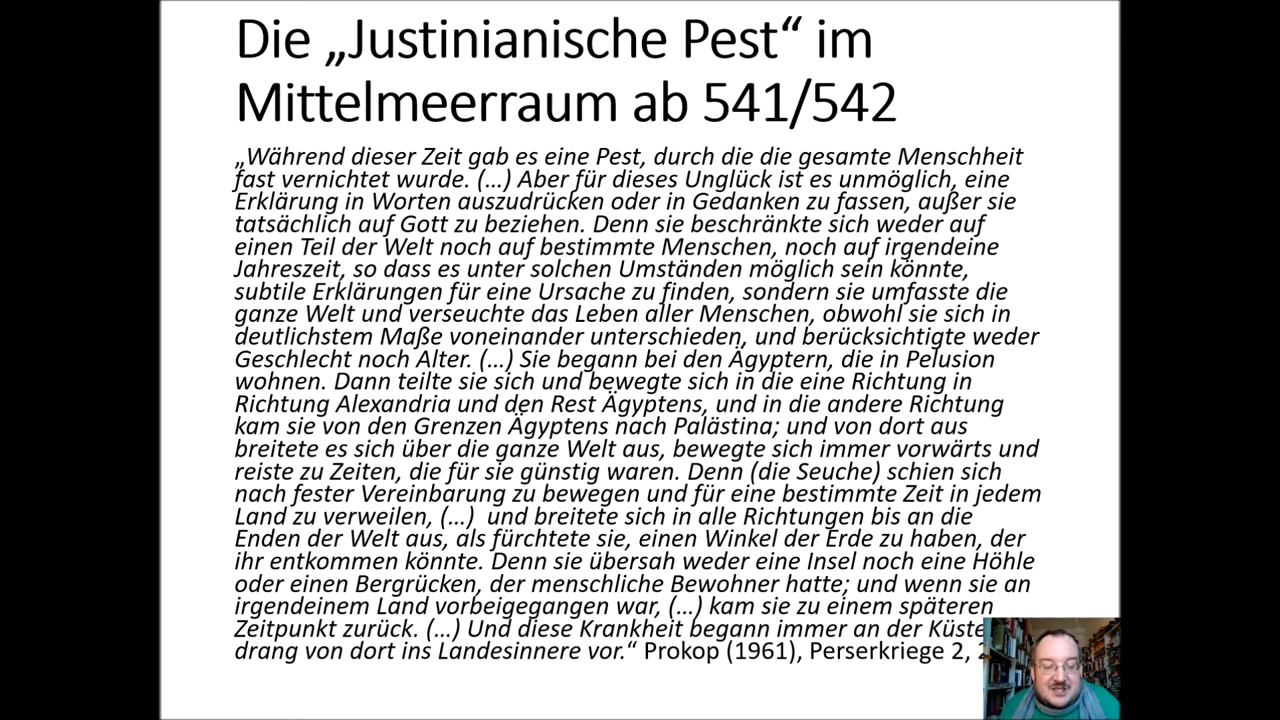 Die „Justinianische Pest“ im
Mittelmeerraum ab 541/542
„Während dieser Zeit gab es eine Pest, durch die die gesamte Menschheit
fast vernichtet wurde. (…) Aber für dieses Unglück ist es unmöglich, eine
Erklärung in Worten auszudrücken oder in Gedanken zu fassen, außer sie
tatsächlich auf Gott zu beziehen. Denn sie beschränkte sich weder auf
einen Teil der Welt noch auf bestimmte Menschen, noch auf irgendeine
Jahreszeit, so dass es unter solchen Umständen möglich sein könnte,
subtile Erklärungen für eine Ursache zu finden, sondern sie umfasste die
ganze Welt und verseuchte das Leben aller Menschen, obwohl sie sich in
deutlichstem Maße voneinander unterschieden, und berücksichtigte weder
Geschlecht noch Alter. (…) Sie begann bei den Ägyptern, die in Pelusion
wohnen. Dann teilte sie sich und bewegte sich in die eine Richtung in
Richtung Alexandria und den Rest Ägyptens, und in die andere Richtung
kam sie von den Grenzen Ägyptens nach Palästina; und von dort aus
breitete es sich über die ganze Welt aus, bewegte sich immer vorwärts und
reiste zu Zeiten, die für sie günstig waren. Denn (die Seuche) schien sich
nach fester Vereinbarung zu bewegen und für eine bestimmte Zeit in jedem
Land zu verweilen, (…) und breitete sich in alle Richtungen bis an die
Enden der Welt aus, als fürchtete sie, einen Winkel der Erde zu haben, der
ihr entkommen könnte. Denn sie übersah weder eine Insel noch eine Höhle
oder einen Bergrücken, der menschliche Bewohner hatte; und wenn sie an
irgendeinem Land vorbeigegangen war, (…) kam sie zu einem späteren
Zeitpunkt zurück. (…) Und diese Krankheit begann immer an der Küste
drang von dort ins Landesinnere vor.“ Prokop (1961), Perserkriege 2,